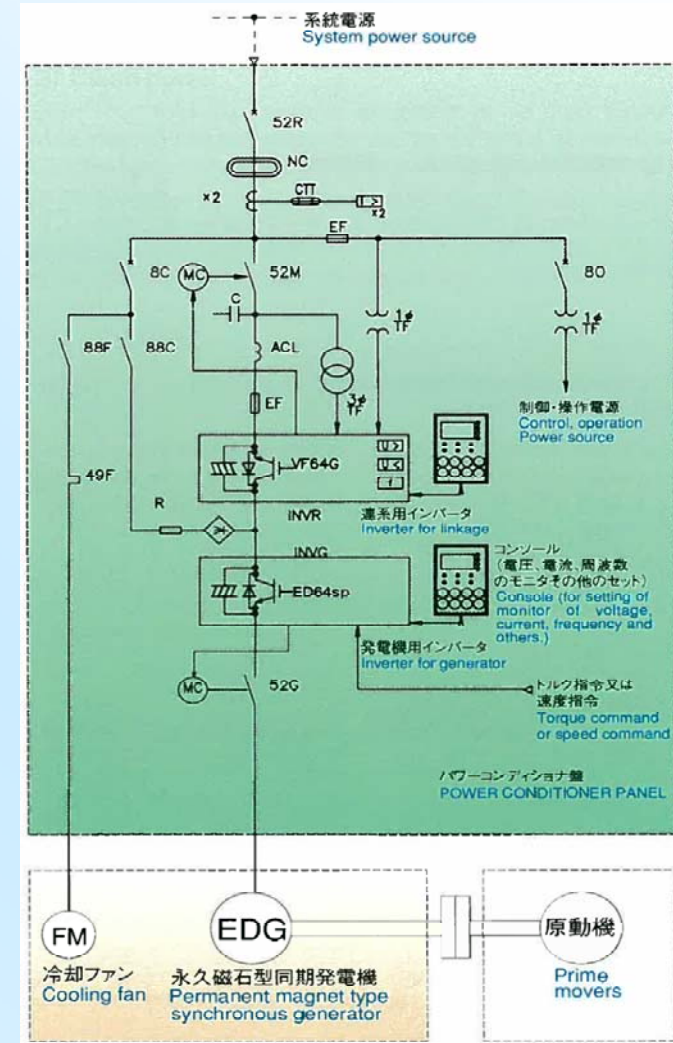 系統電源
System power source
52R
NC
×2
CTT
I>
×2
EF
8C
MC
52M
8O
C
1φ
TF
1φ
TF
88F
88C
ACL
3φ
TF
EF
制御・操作電源
Control, operation
Power source
49F
VF64G
U>
U<
f
R
INVR
連系用インバータ
Inverter for linkage
INVG
ED64sp
コンソール
(電圧、電流、周波数
のモニタその他のセット)
Console (for setting of
monitor of voltage,
current, frequency and
others.)
発電機用インバータ
Inverter for generator
MC
52G
トルク指令又は
速度指令
Torque command
or speed command
パワーコンディショナ盤
POWER CONDITIONER PANEL
FM
EDG
原動機
冷却ファン
Cooling fan
永久磁石型同期発電機
Permanent magnet type
synchronous generator
Prime
movers